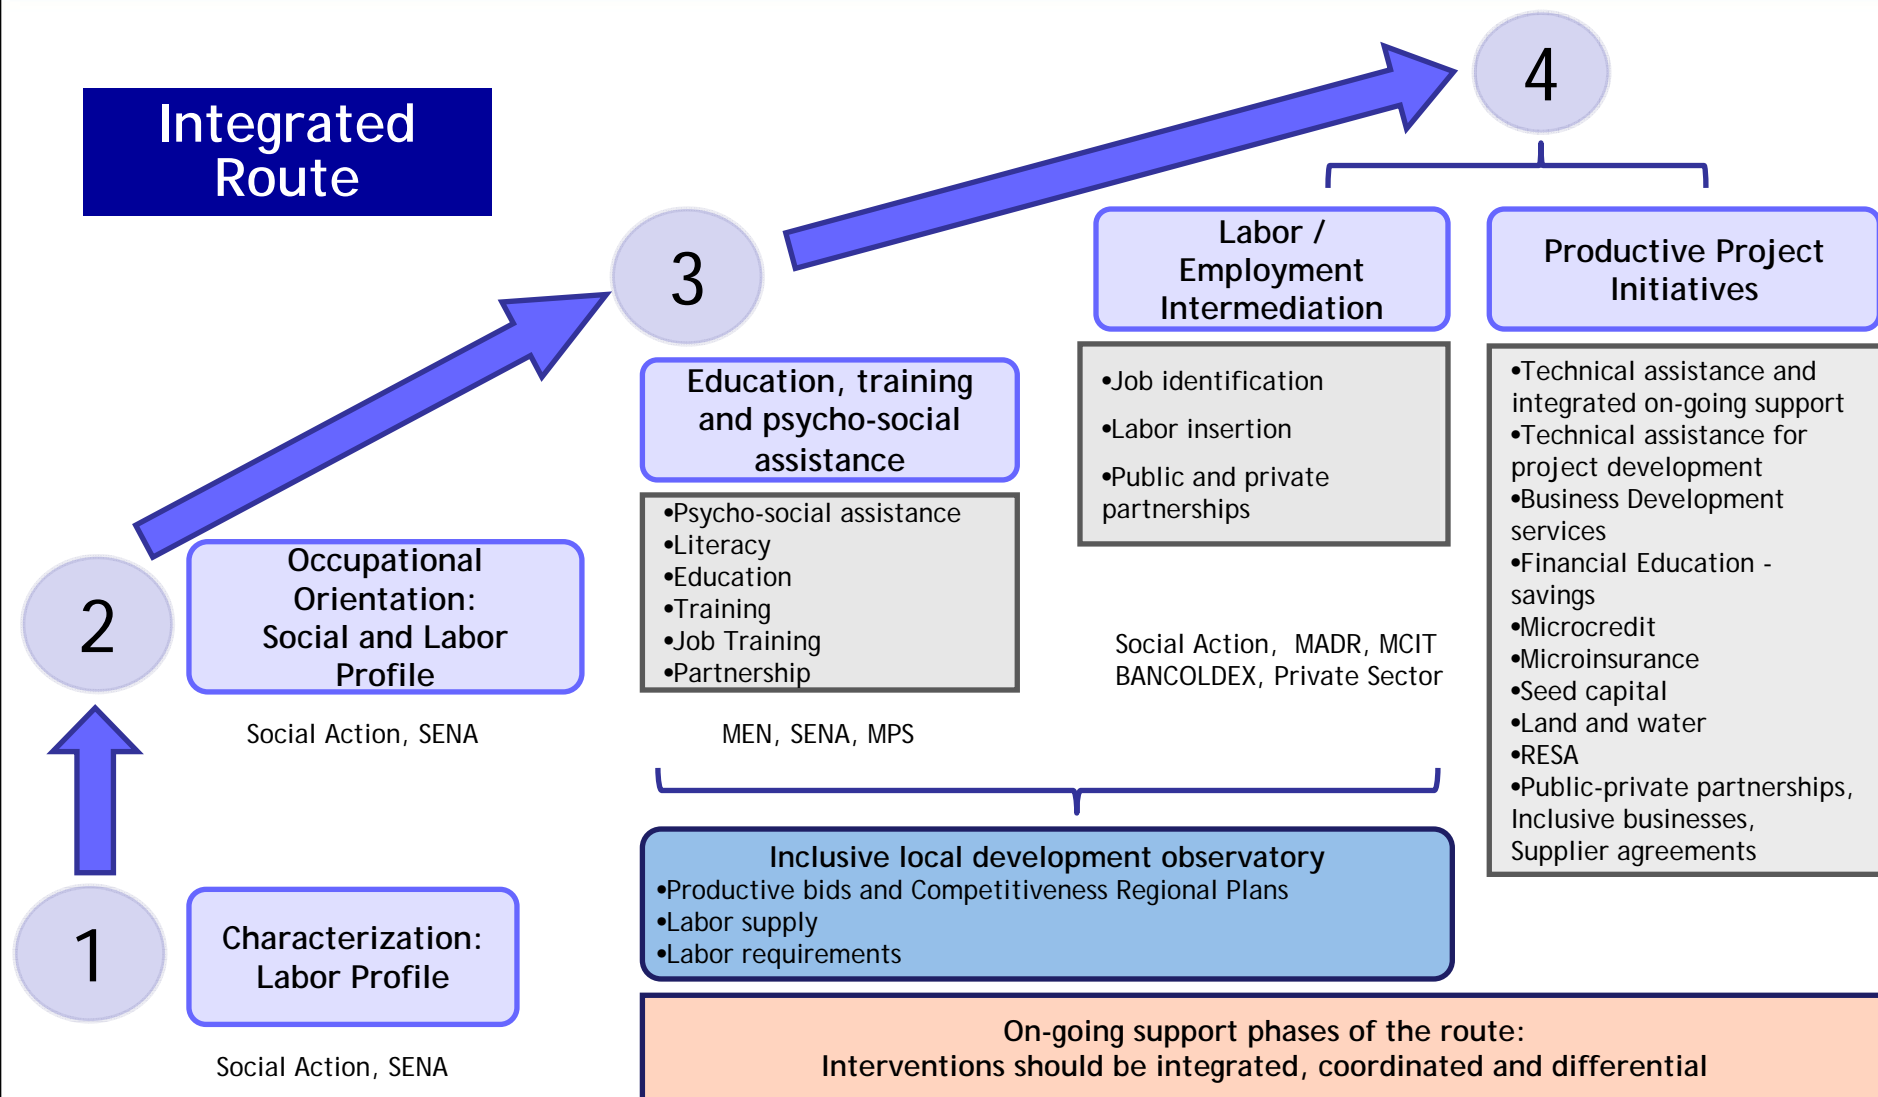 Integrated
Route
4
Labor /
Employment
Intermediation
•Job identification
•Labor insertion
•Public and private
partnerships
Productive Project
Initiatives
•Technical assistance and
integrated on-going support
•Technical assistance for
project development
•Business Development
services
•Financial Education -
savings
•Microcredit
•Microinsurance
•Seed capital
•Land and water
•RESA
•Public-private partnerships,
Inclusive businesses,
Supplier agreements
Social Action, MADR, MCIT
BANCOLDEX, Private Sector
3
Education, training
and psycho-social
assistance
•Psycho-social assistance
•Literacy
•Education
•Training
•Job Training
•Partnership
MEN, SENA, MPS
2
Occupational
Orientation:
Social and Labor
Profile
Social Action, SENA
1
Characterization:
Labor Profile
Social Action, SENA
Inclusive local development observatory
•Productive bids and Competitiveness Regional Plans
•Labor supply
•Labor requirements
On-going support phases of the route:
Interventions should be integrated, coordinated and differential